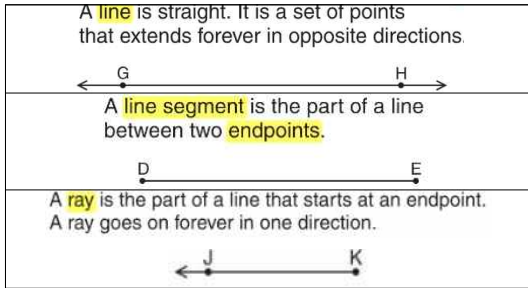 A line is straight. It is a set of points
that extends forever in opposite directions.
G H
A line segment is the part of a line
between two endpoints.
D E
A ray is the part of a line that starts at an endpoint.
A ray goes on forever in one direction.
J K